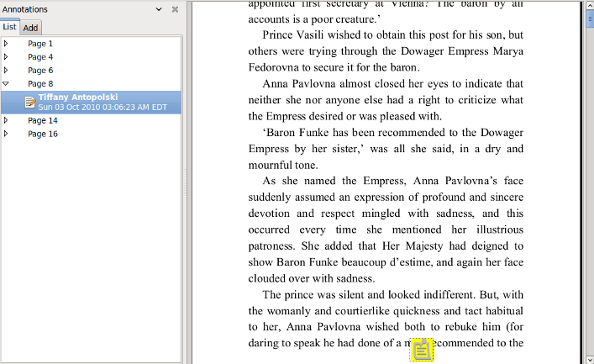 Annotations
List Add
Page 1
Page 4
Page 6
Page 8
Tiffany Antopolski
Sun 03 Oct 2010 03:06:23 AM EDT
Page 14
Page 16
appointed first secretary at Vienna? The baron by all
accounts is a poor creature.’
Prince Vasili wished to obtain this post for his son, but
others were trying through the Dowager Empress Marya
Fedorovna to secure it for the baron.
Anna Pavlovna almost closed her eyes to indicate that
neither she nor anyone else had a right to criticize what
the Empress desired or was pleased with.
‘Baron Funke has been recommended to the Dowager
Empress by her sister,’ was all she said, in a dry and
mournful tone.
As she named the Empress, Anna Pavlovna’s face
suddenly assumed an expression of profound and sincere
devotion and respect mingled with sadness, and this
occurred every time she mentioned her illustrious
patroness. She added that Her Majesty had deigned to
show Baron Funke beaucoup d’estime, and again her face
clouded over with sadness.
The prince was silent and looked indifferent. But, with
the womanly and courtierlike quickness and tact habitual
to her, Anna Pavlovna wished both to rebuke him (for
daring to speak he had done of a recommended to the